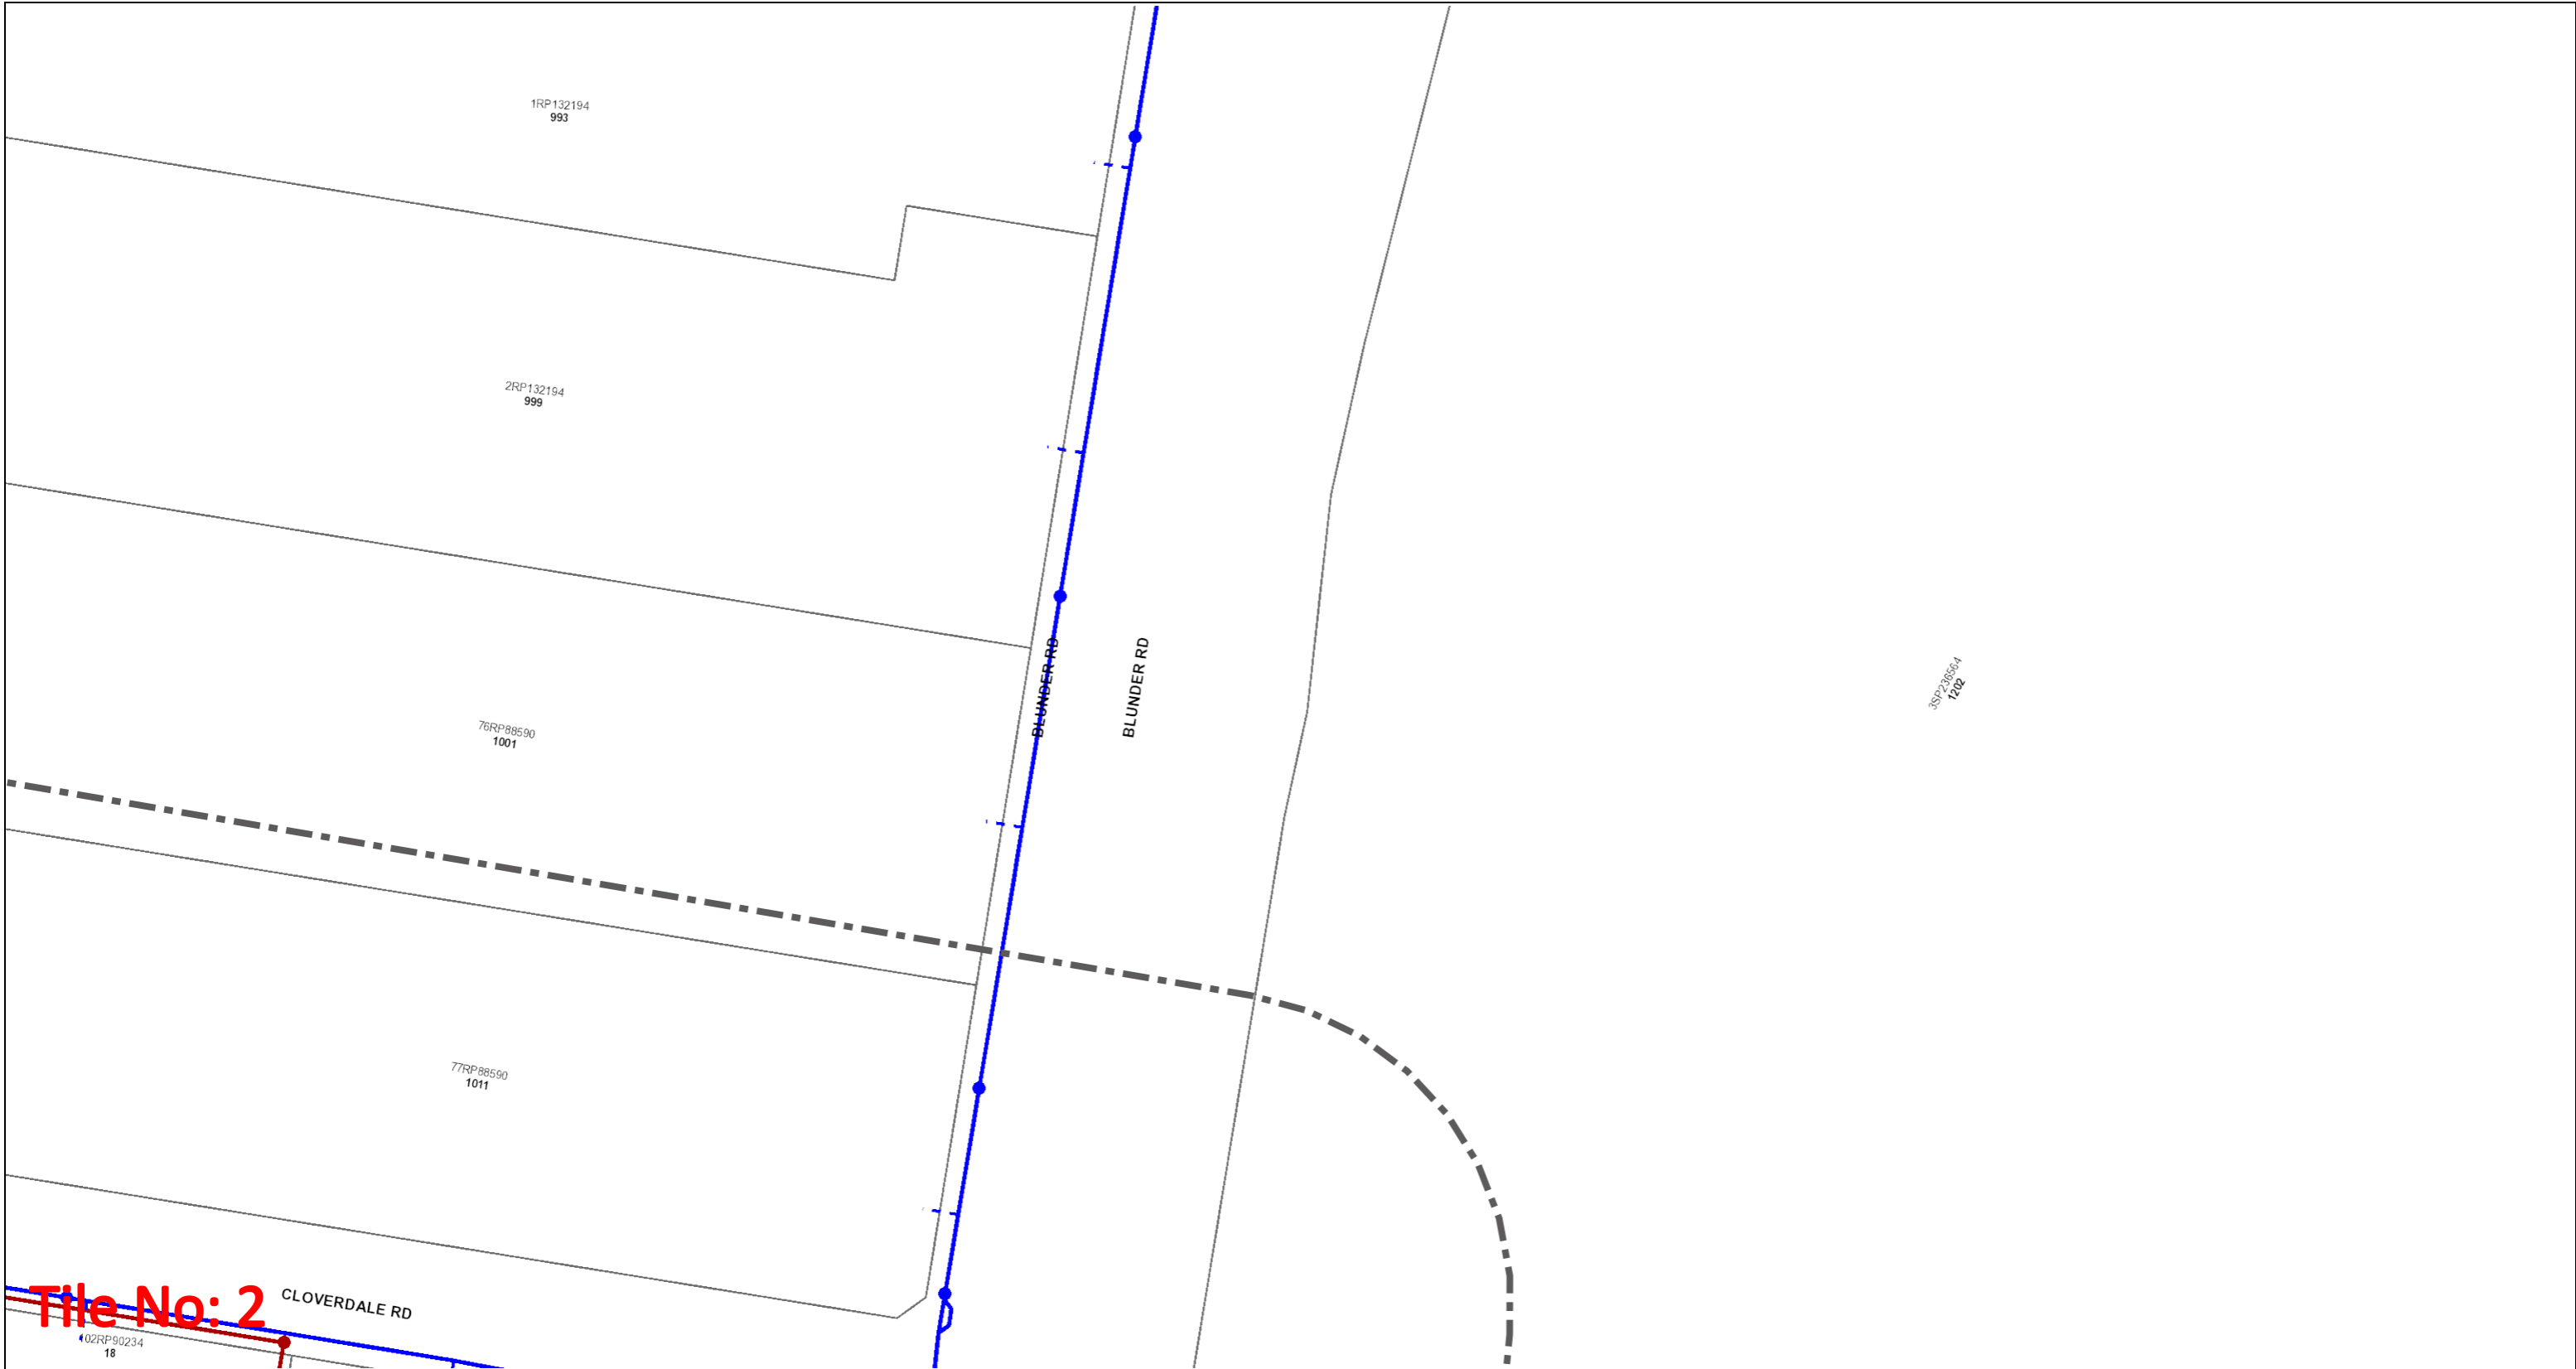 1RP132194
993
2RP132194
999
BLUNDER RD
BLUNDER RD
3SP236564
1202
76RP88590
1001
77RP88590
1011
Tile No: 2
CLOVERDALE RD
402RP90234
18